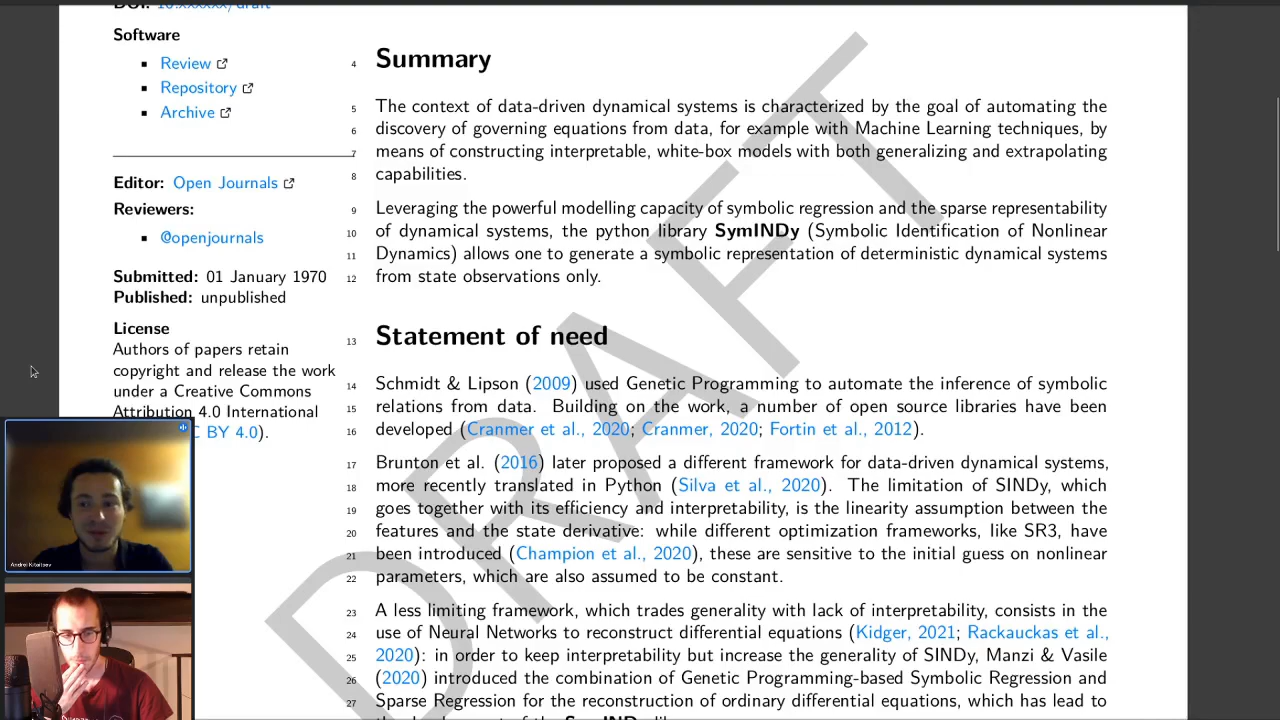 DOI: 10.xxxxxx/draft
Software
Review
Repository
Archive
Editor: Open Journals
Reviewers:
@openjournals
Submitted: 01 January 1970
Published: unpublished
License
Authors of papers retain
copyright and release the work
under a Creative Commons
Attribution 4.0 International
C BY 4.0).
4 Summary
5 The context of data-driven dynamical systems is characterized by the goal of automating the
6 discovery of governing equations from data, for example with Machine Learning techniques, by
7 means of constructing interpretable, white-box models with both generalizing and extrapolating
8 capabilities.
9 Leveraging the powerful modelling capacity of symbolic regression and the sparse representability
10 of dynamical systems, the python library SymINDy (Symbolic Identification of Nonlinear
11 Dynamics) allows one to generate a symbolic representation of deterministic dynamical systems
12 from state observations only.
13 Statement of need
14 Schmidt & Lipson (2009) used Genetic Programming to automate the inference of symbolic
15 relations from data. Building on the work, a number of open source libraries have been
16 developed (Cranmer et al., 2020; Cranmer, 2020; Fortin et al., 2012).
17 Brunton et al. (2016) later proposed a different framework for data-driven dynamical systems,
18 more recently translated in Python (Silva et al., 2020). The limitation of SINDy, which
19 goes together with its efficiency and interpretability, is the linearity assumption between the
20 features and the state derivative: while different optimization frameworks, like SR3, have
21 been introduced (Champion et al., 2020), these are sensitive to the initial guess on nonlinear
22 parameters, which are also assumed to be constant.
23 A less limiting framework, which trades generality with lack of interpretability, consists in the
24 use of Neural Networks to reconstruct differential equations (Kidger, 2021; Rackauckas et al.,
25 2020): in order to keep interpretability but increase the generality of SINDy, Manzi & Vasile
26 (2020) introduced the combination of Genetic Programming-based Symbolic Regression and
27 Sparse Regression for the reconstruction of ordinary differential equations, which has lead to
DRAFT